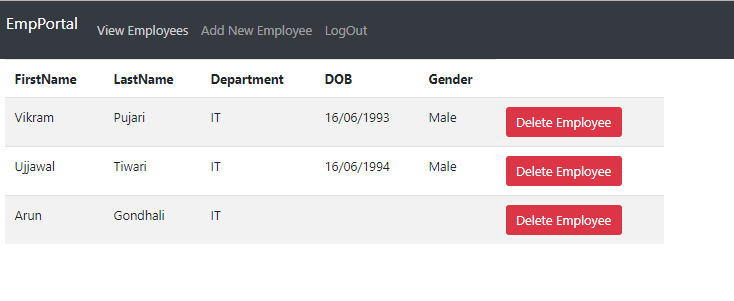 EmpPortal View Employees Add New Employee LogOut
FirstName LastName Department DOB Gender
Vikram Pujari IT 16/06/1993 Male Delete Employee
Ujjawal Tiwari IT 16/06/1994 Male Delete Employee
Arun Gondhali IT Delete Employee